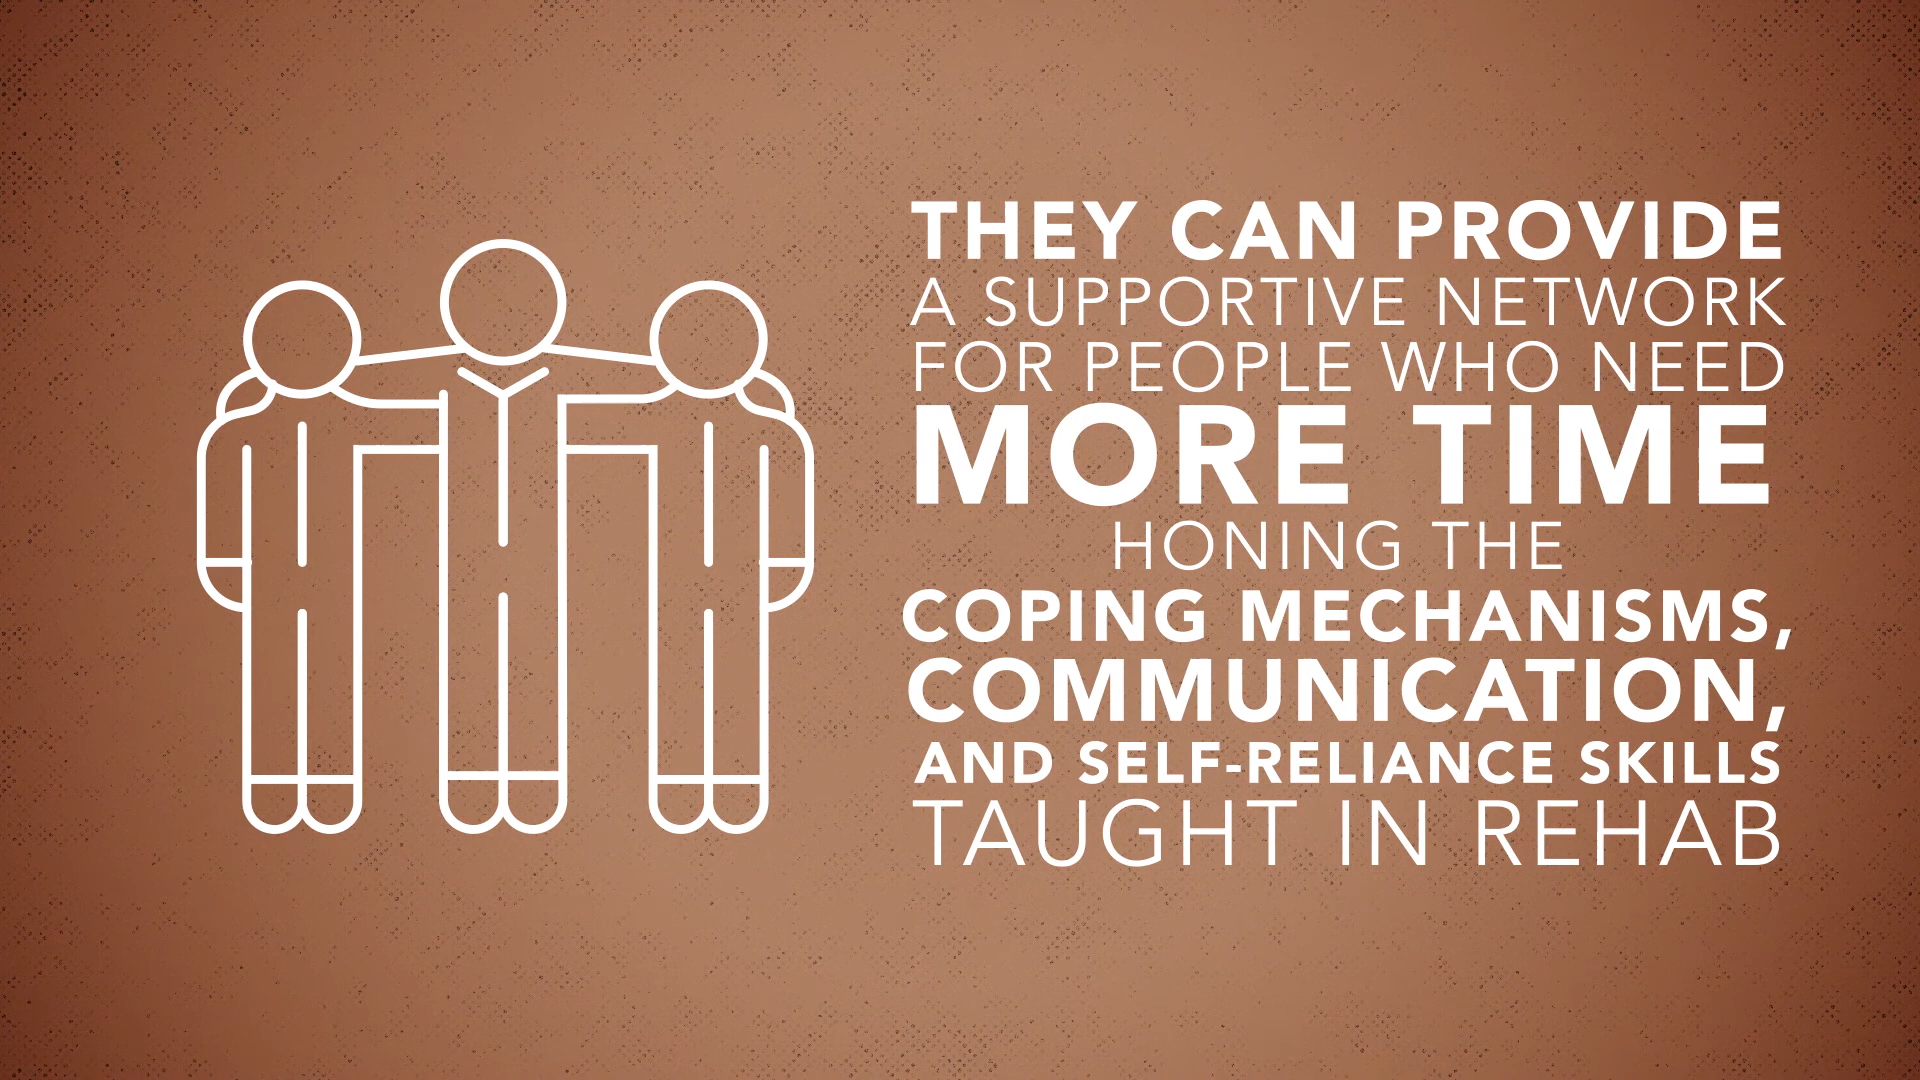 THEY CAN PROVIDE
A SUPPORTIVE NETWORK
FOR PEOPLE WHO NEED
MORE TIME
HONING THE
COPING MECHANISMS,
COMMUNICATION,
AND SELF-RELIANCE SKILLS
TAUGHT IN REHAB